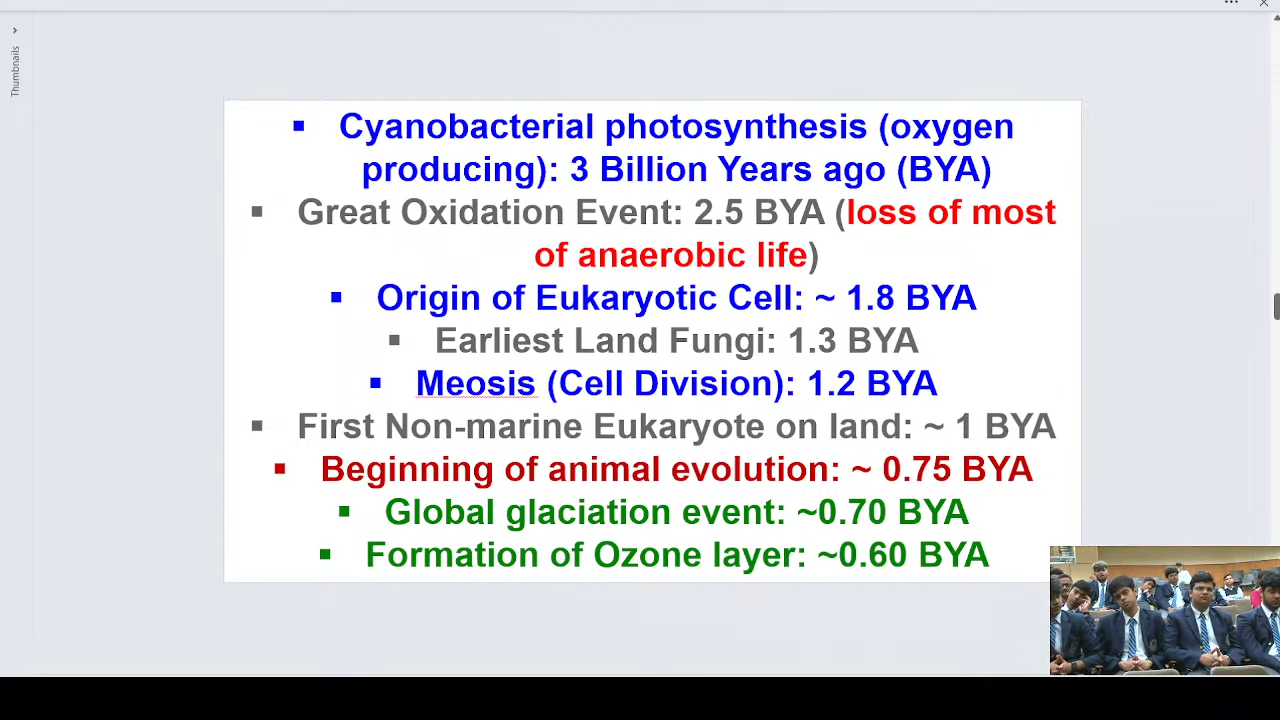 Thumbnails
▪ Cyanobacterial photosynthesis (oxygen
producing): 3 Billion Years ago (BYA)
▪ Great Oxidation Event: 2.5 BYA (loss of most
of anaerobic life)
▪ Origin of Eukaryotic Cell: ~ 1.8 BYA
▪ Earliest Land Fungi: 1.3 BYA
▪ Meosis (Cell Division): 1.2 BYA
▪ First Non-marine Eukaryote on land: ~ 1 BYA
▪ Beginning of animal evolution: ~ 0.75 BYA
▪ Global glaciation event: ~0.70 BYA
▪ Formation of Ozone layer: ~0.60 BYA